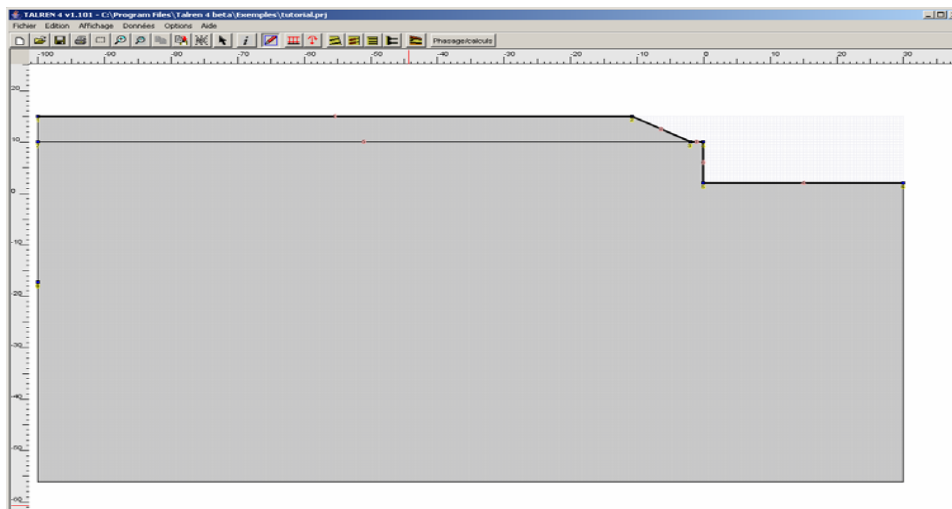 TALREN 4 v1.101 - C:\Program Files\Talren 4 beta\Exemples\tutorial.prj
Fichier Edition Affichage Données Options Aide
i Phasage/calculs
-100 -90 -80 -70 -60 -50 -40 -30 -20 -10 0 10 20 30
20
10
0
-10
-20
-30
-40
-50
-60